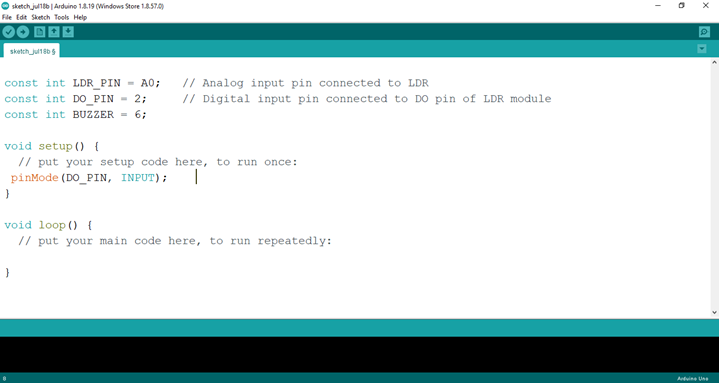 sketch_jul18b | Arduino 1.8.19 (Windows Store 1.8.57.0)
File Edit Sketch Tools Help
sketch_jul18b §
const int LDR_PIN = A0;   // Analog input pin connected to LDR
const int DO_PIN = 2;     // Digital input pin connected to DO pin of LDR module
const int BUZZER = 6;
void setup() {
  // put your setup code here, to run once:
 pinMode(DO_PIN, INPUT);
}
void loop() {
  // put your main code here, to run repeatedly:
}
8
Arduino Uno